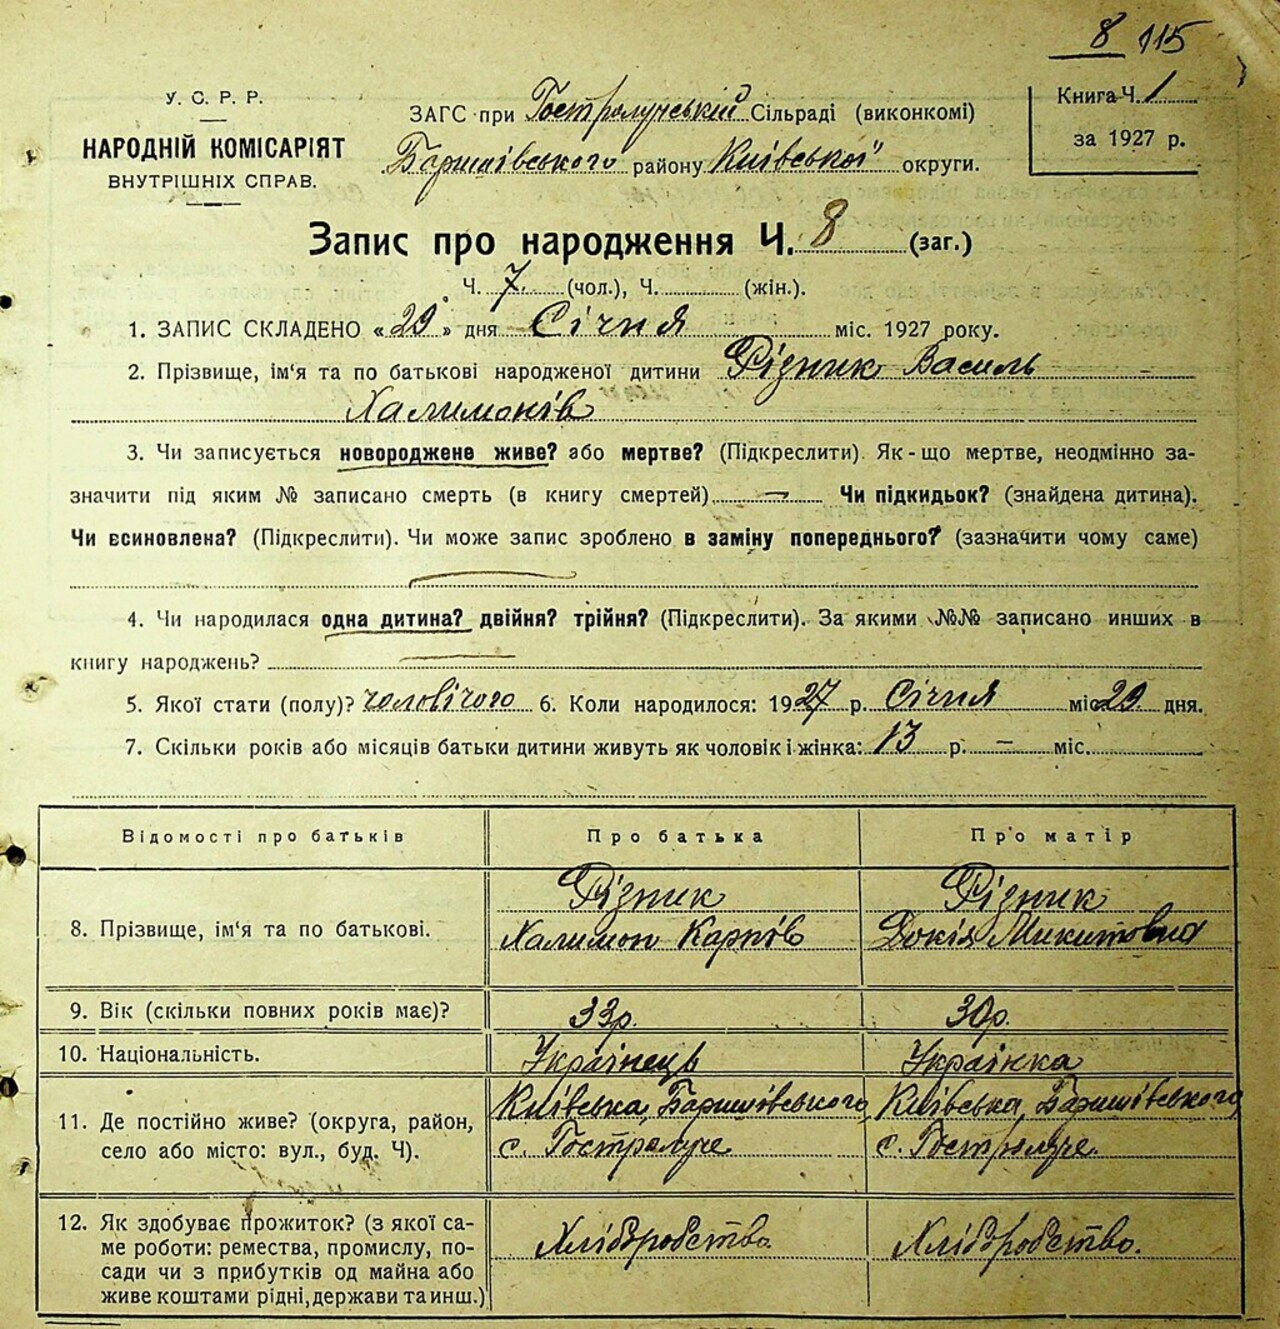 8 115
У. С. Р. Р.
НАРОДНІЙ КОМІСАРІЯТ
ВНУТРІШНІХ СПРАВ.
ЗАГС при Гостролуцькій Сільраді (виконкомі)
Баришівського району Київської округи.
Книга Ч. 1
за 1927 р.
Запис про народження Ч. 8 (заг.)
Ч. 7 (чол.), Ч. (жін.).
1. ЗАПИС СКЛАДЕНО «29» дня Січня міс. 1927 року.
2. Прізвище, ім'я та по батькові народженої дитини Різник Василь
Халимонів
3. Чи записується новороджене живе? або мертве? (Підкреслити). Як-що мертве, неодмінно за-
значити під яким № записано смерть (в книгу смертей) — Чи підкидьок? (знайдена дитина).
Чи всиновлена? (Підкреслити). Чи може запис зроблено в заміну попереднього? (зазначити чому саме)
4. Чи народилася одна дитина? двійня? трійня? (Підкреслити). За якими №№ записано инших в
книгу народжень?
5. Якої стати (полу)? чоловічого 6. Коли народилося: 1927 р. Січня міс 29 дня.
7. Скільки років або місяців батьки дитини живуть як чоловік і жінка: 13 р. — міс.
Відомості про батьків Про батька Про матір
8. Прізвище, ім'я та по батькові. Різник Різник
Халимон Карпів Докія Микитовна
9. Вік (скільки повних років має)? 33р. 30р.
10. Національність. Українець Українка
11. Де постійно живе? (округа, район,
село або місто: вул., буд. Ч).
Київська, Баришівського
с. Гостролуче
Київська, Баришівського
с. Гостролуче.
12. Як здобуває прожиток? (з якої са-
ме роботи: ремества, промислу, по-
сади чи з прибутків од майна або
живе коштами рідні, держави та инш.)
Хліборобство Хліборобство.